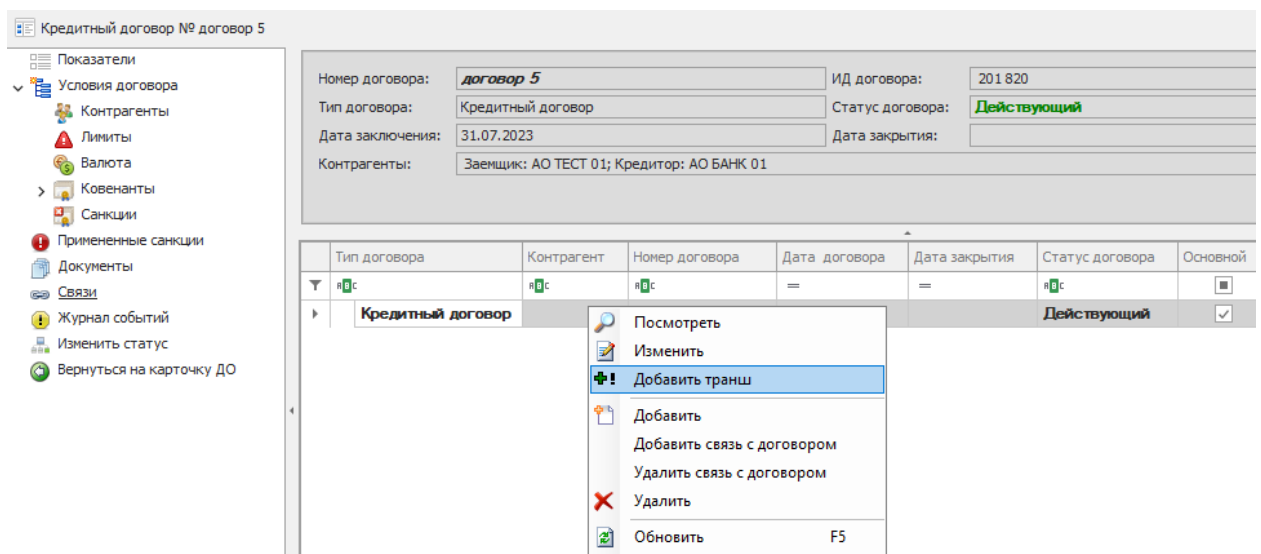 Кредитный договор № договор 5
Показатели
Условия договора
Контрагенты
Лимиты
Валюта
Ковенанты
Санкции
Примененные санкции
Документы
Связи
Журнал событий
Изменить статус
Вернуться на карточку ДО
Номер договора: договор 5 ИД договора: 201 820
Тип договора: Кредитный договор Статус договора: Действующий
Дата заключения: 31.07.2023 Дата закрытия:
Контрагенты: Заемщик: АО ТЕСТ 01; Кредитор: АО БАНК 01
Тип договора Контрагент Номер договора Дата договора Дата закрытия Статус договора Основной
Кредитный договор Действующий
Посмотреть
Изменить
Добавить транш
Добавить
Добавить связь с договором
Удалить связь с договором
Удалить
Обновить F5